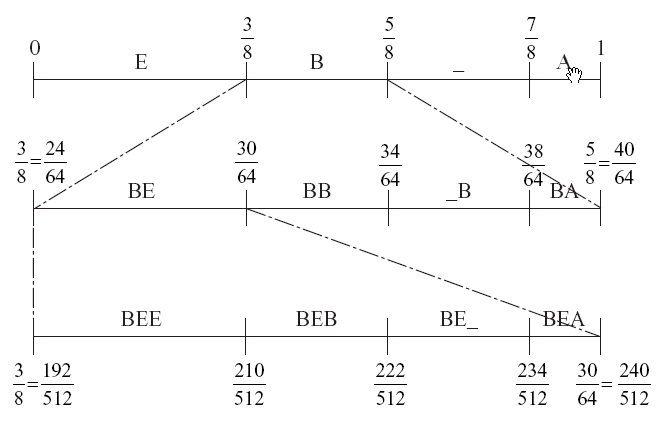 0 3/8 5/8 7/8 1
E B _ A
3/8=24/64 30/64 34/64 38/64 5/8=40/64
BE BB _B BA
BEE BEB BE_ BEA
3/8=192/512 210/512 222/512 234/512 30/64=240/512